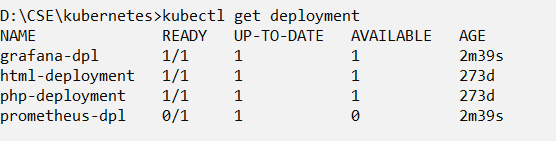 D:\CSE\kubernetes>kubectl get deployment
NAME READY UP-TO-DATE AVAILABLE AGE
grafana-dpl 1/1 1 1 2m39s
html-deployment 1/1 1 1 273d
php-deployment 1/1 1 1 273d
prometheus-dpl 0/1 1 0 2m39s